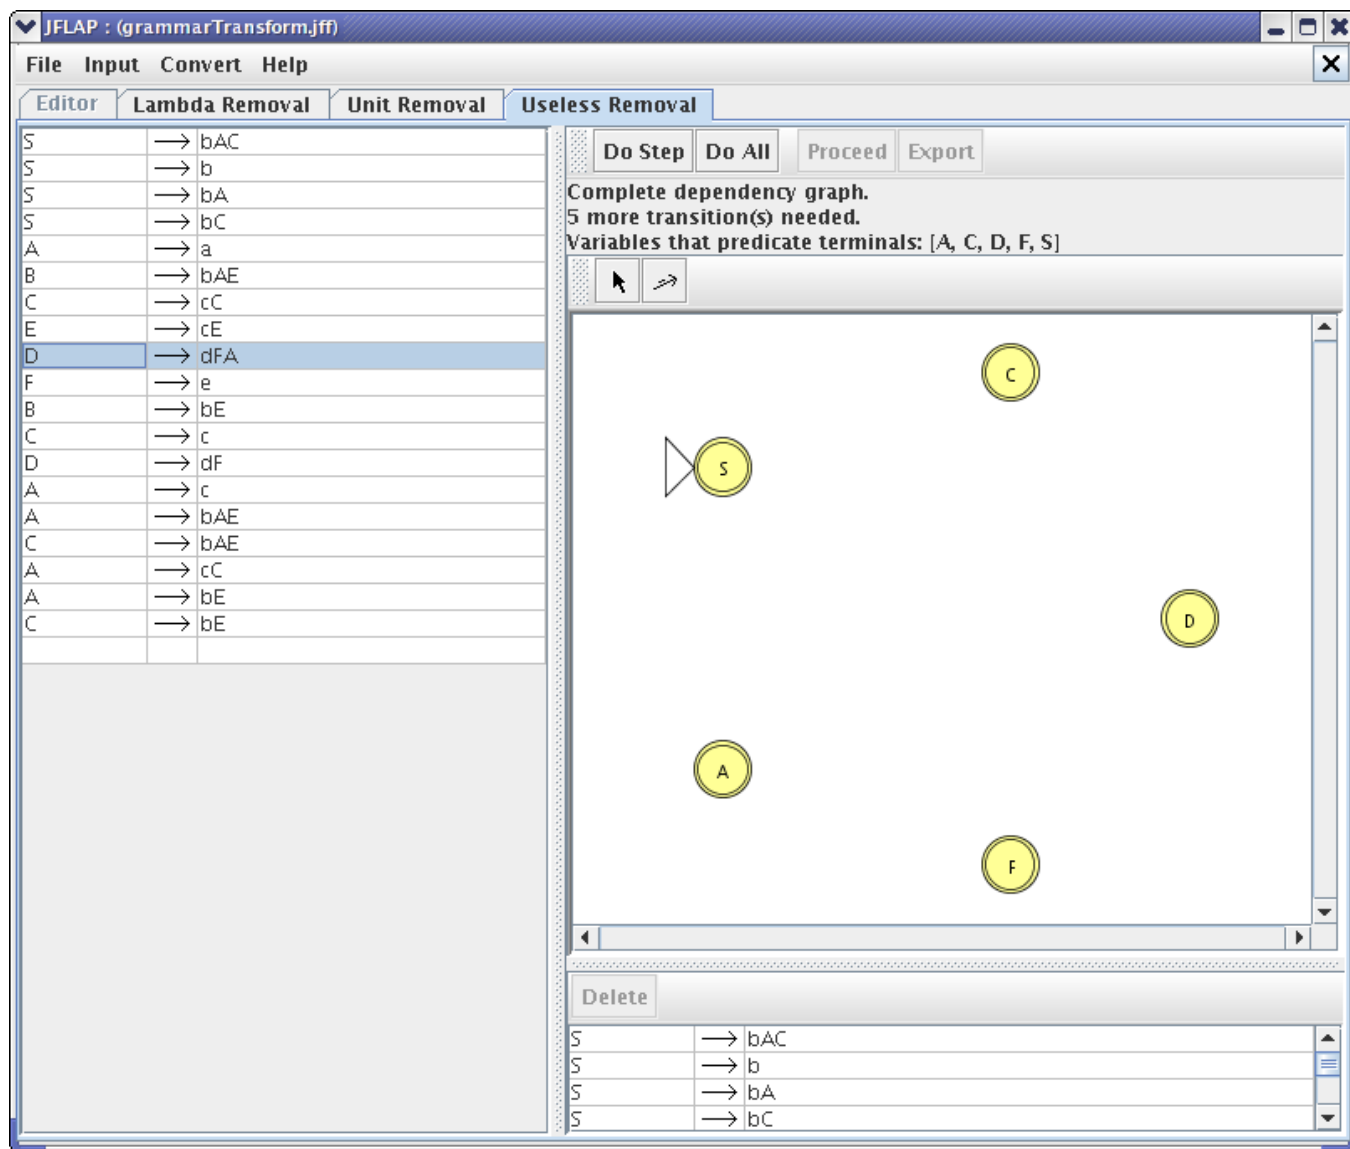 JFLAP : (grammarTransform.jff)
File Input Convert Help
Editor Lambda Removal Unit Removal Useless Removal
S → bAC
S → b
S → bA
S → bC
A → a
B → bAE
C → cC
E → cE
D → dFA
F → e
B → bE
C → c
D → dF
A → c
A → bAE
C → bAE
A → cC
A → bE
C → bE
Do Step Do All Proceed Export
Complete dependency graph.
5 more transition(s) needed.
Variables that predicate terminals: [A, C, D, F, S]
C
S
D
A
F
Delete
S → bAC
S → b
S → bA
S → bC